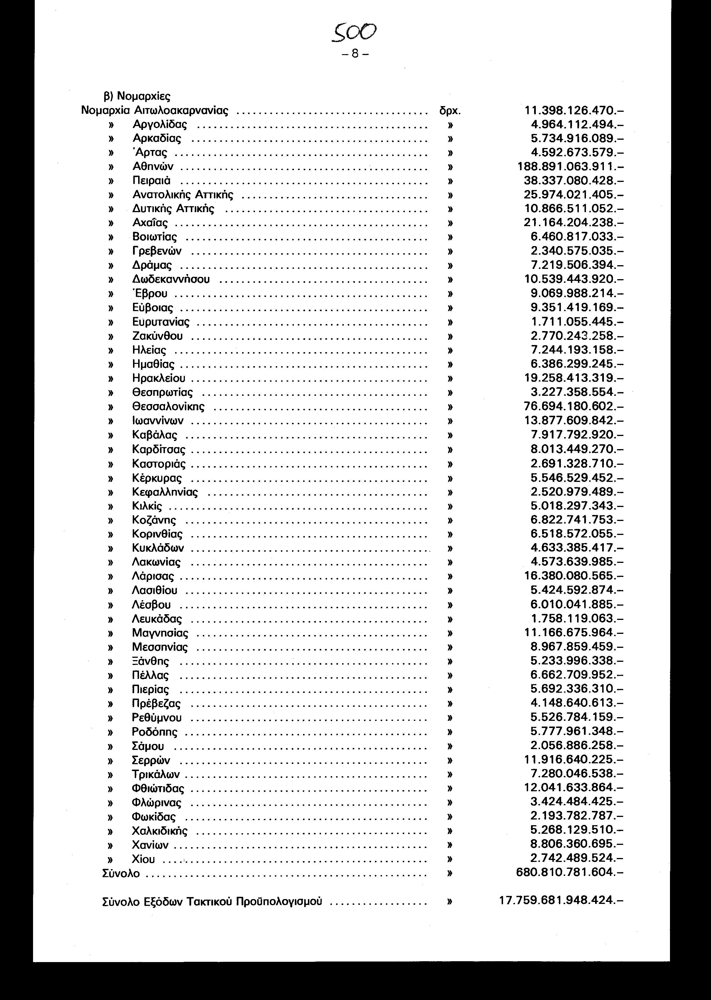 500
– 8 –
β) Νομαρχίες
Νομαρχία Αιτωλοακαρνανίας .................................. δρχ. 11.398.126.470.–
» Αργολίδας .................................. » 4.964.112.494.–
» Αρκαδίας .................................. » 5.734.916.089.–
» Άρτας .................................. » 4.592.673.579.–
» Αθηνών .................................. » 188.891.063.911.–
» Πειραιά .................................. » 38.337.080.428.–
» Ανατολικής Αττικής .................................. » 25.974.021.405.–
» Δυτικής Αττικής .................................. » 10.866.511.052.–
» Αχαΐας .................................. » 21.164.204.238.–
» Βοιωτίας .................................. » 6.460.817.033.–
» Γρεβενών .................................. » 2.340.575.035.–
» Δράμας .................................. » 7.219.506.394.–
» Δωδεκαννήσου .................................. » 10.539.443.920.–
» Έβρου .................................. » 9.069.988.214.–
» Εύβοιας .................................. » 9.351.419.169.–
» Ευρυτανίας .................................. » 1.711.055.445.–
» Ζακύνθου .................................. » 2.770.243.258.–
» Ηλείας .................................. » 7.244.193.158.–
» Ημαθίας .................................. » 6.386.299.245.–
» Ηρακλείου .................................. » 19.258.413.319.–
» Θεσπρωτίας .................................. » 3.227.358.554.–
» Θεσσαλονίκης .................................. » 76.694.180.602.–
» Ιωαννίνων .................................. » 13.877.609.842.–
» Καβάλας .................................. » 7.917.792.920.–
» Καρδίτσας .................................. » 8.013.449.270.–
» Καστοριάς .................................. » 2.691.328.710.–
» Κέρκυρας .................................. » 5.546.529.452.–
» Κεφαλληνίας .................................. » 2.520.979.489.–
» Κιλκίς .................................. » 5.018.297.343.–
» Κοζάνης .................................. » 6.822.741.753.–
» Κορινθίας .................................. » 6.518.572.055.–
» Κυκλάδων .................................. » 4.633.385.417.–
» Λακωνίας .................................. » 4.573.639.985.–
» Λάρισας .................................. » 16.380.080.565.–
» Λασιθίου .................................. » 5.424.592.874.–
» Λέσβου .................................. » 6.010.041.885.–
» Λευκάδας .................................. » 1.758.119.063.–
» Μαγνησίας .................................. » 11.166.675.964.–
» Μεσσηνίας .................................. » 8.967.859.459.–
» Ξάνθης .................................. » 5.233.996.338.–
» Πέλλας .................................. » 6.662.709.952.–
» Πιερίας .................................. » 5.692.336.310.–
» Πρέβεζας .................................. » 4.148.640.613.–
» Ρεθύμνου .................................. » 5.526.784.159.–
» Ροδόπης .................................. » 5.777.961.348.–
» Σάμου .................................. » 2.056.886.258.–
» Σερρών .................................. » 11.916.640.225.–
» Τρικάλων .................................. » 7.280.046.538.–
» Φθιώτιδας .................................. » 12.041.633.864.–
» Φλώρινας .................................. » 3.424.484.425.–
» Φωκίδας .................................. » 2.193.782.787.–
» Χαλκιδικής .................................. » 5.268.129.510.–
» Χανίων .................................. » 8.806.360.695.–
» Χίου .................................. » 2.742.489.524.–
Σύνολο .................................. » 680.810.781.604.–
Σύνολο Εξόδων Τακτικού Προϋπολογισμού .................. » 17.759.681.948.424.–